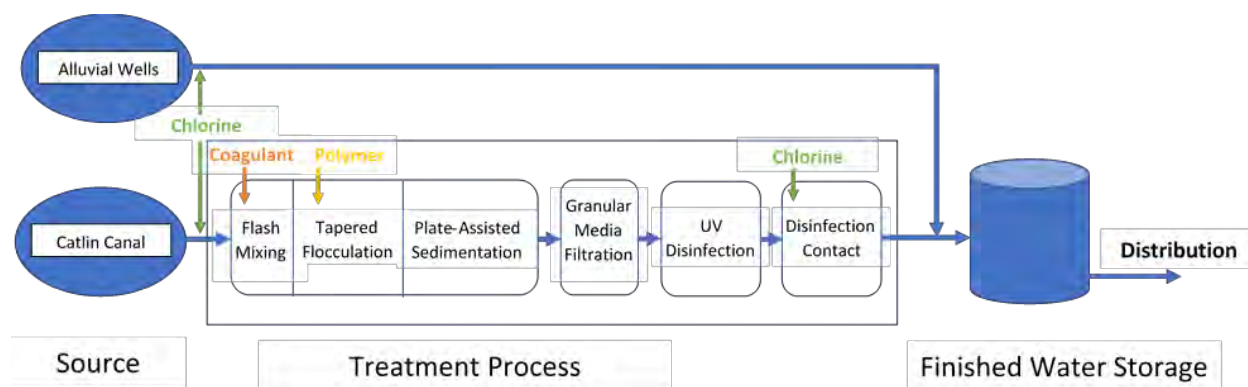 Alluvial Wells
Chlorine
Coagulant
Polymer
Chlorine
Catlin Canal
Flash
Mixing
Tapered
Flocculation
Plate-Assisted
Sedimentation
Granular
Media
Filtration
UV
Disinfection
Disinfection
Contact
Distribution
Source
Treatment Process
Finished Water Storage